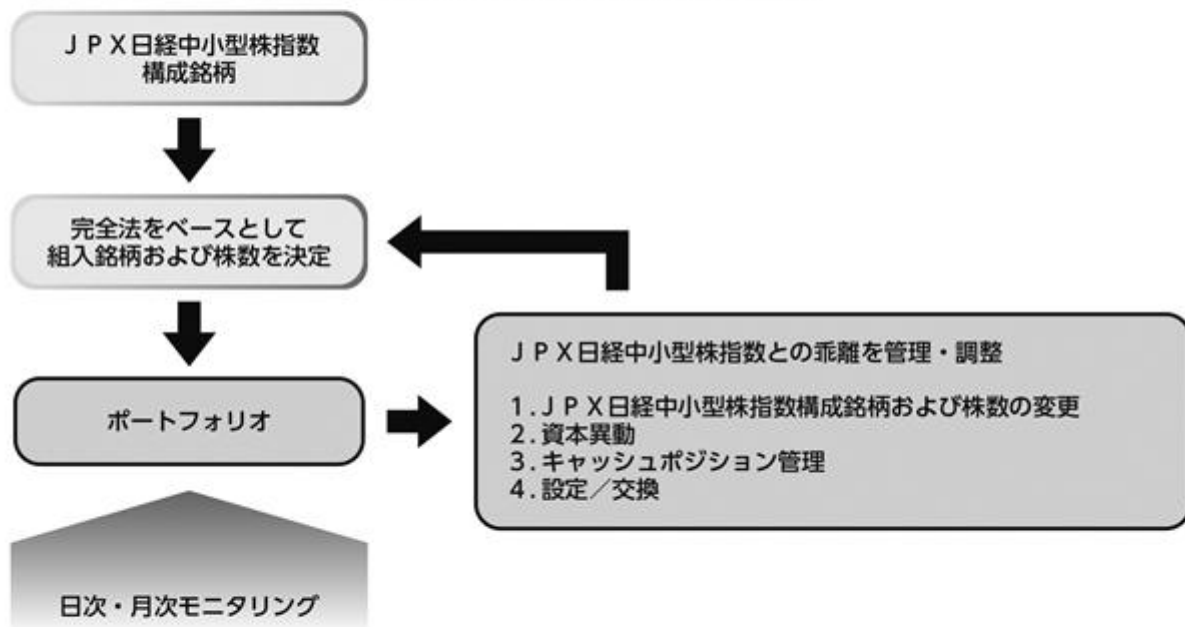 ＪＰＸ日経中小型株指数
構成銘柄
完全法をベースとして
組入銘柄および株数を決定
ポートフォリオ
ＪＰＸ日経中小型株指数との乖離を管理・調整
１.ＪＰＸ日経中小型株指数構成銘柄および株数の変更
２.資本異動
３.キャッシュポジション管理
４.設定／交換
日次・月次モニタリング